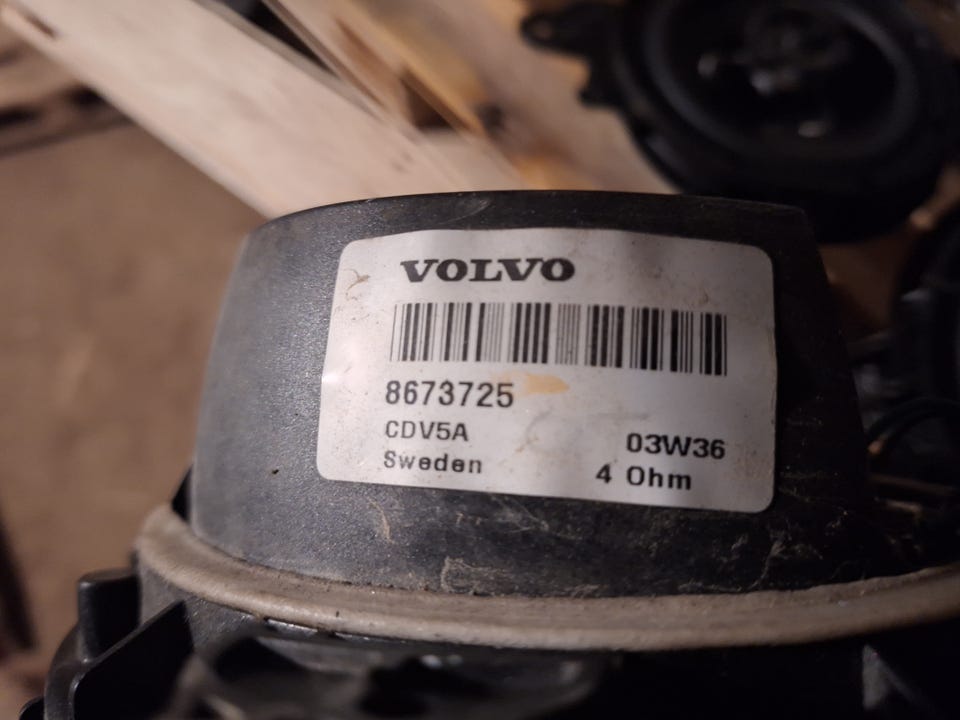 VOLVO
8673725
CDV5A 03W36
Sweden 4 Ohm